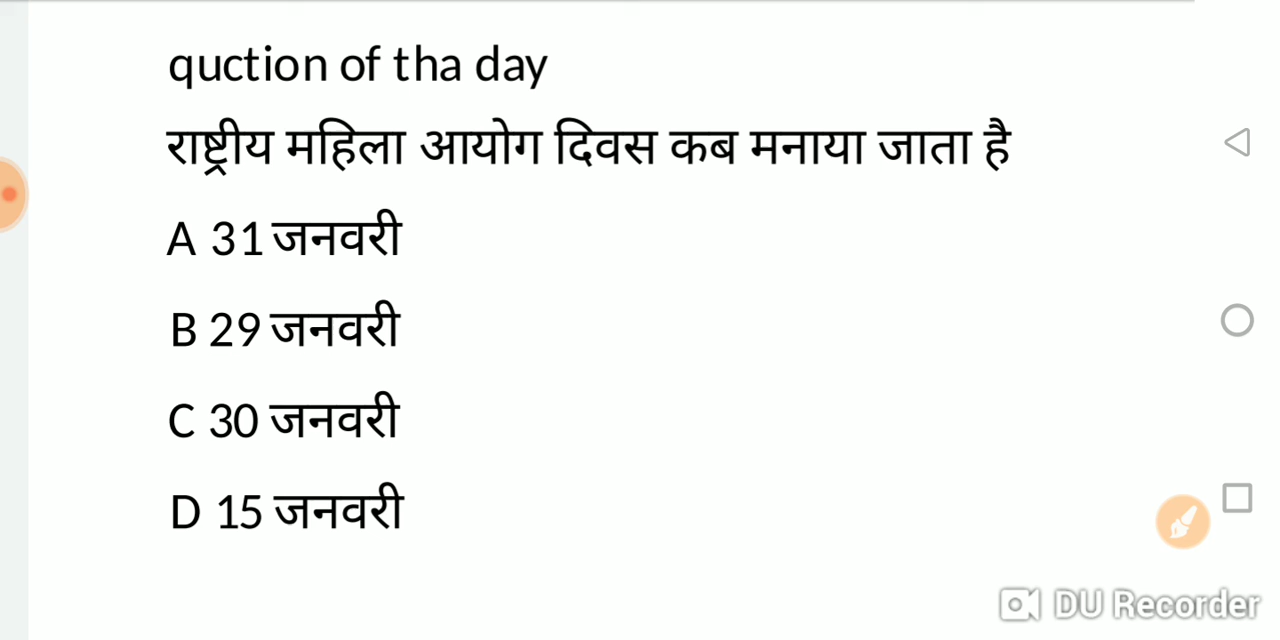 quction of tha day
राष्ट्रीय महिला आयोग दिवस कब मनाया जाता है
A 31 जनवरी
B 29 जनवरी
C 30 जनवरी
D 15 जनवरी
DU Recorder